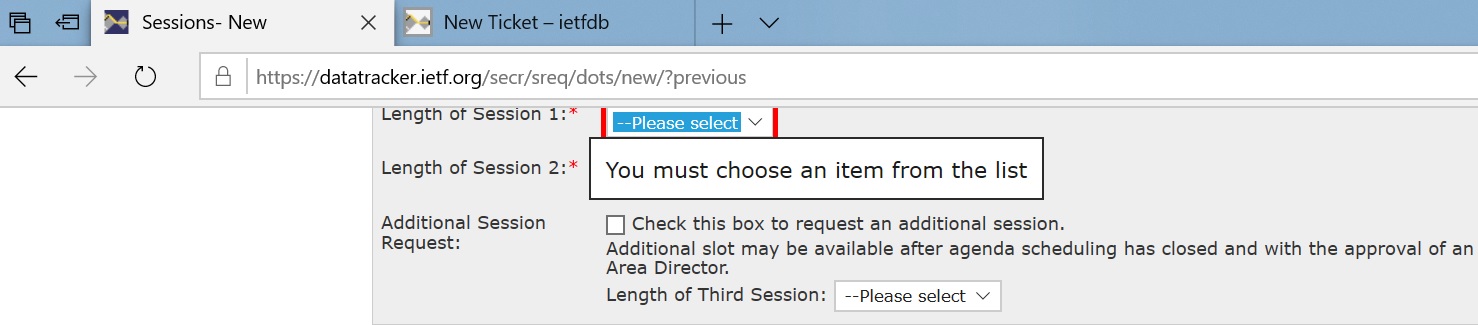 Sessions- New
New Ticket – ietfdb
https://datatracker.ietf.org/secr/sreq/dots/new/?previous
Length of Session 1:* --Please select
Length of Session 2:* You must choose an item from the list
Additional Session Request: Check this box to request an additional session.
Additional slot may be available after agenda scheduling has closed and with the approval of an
Area Director.
Length of Third Session: --Please select